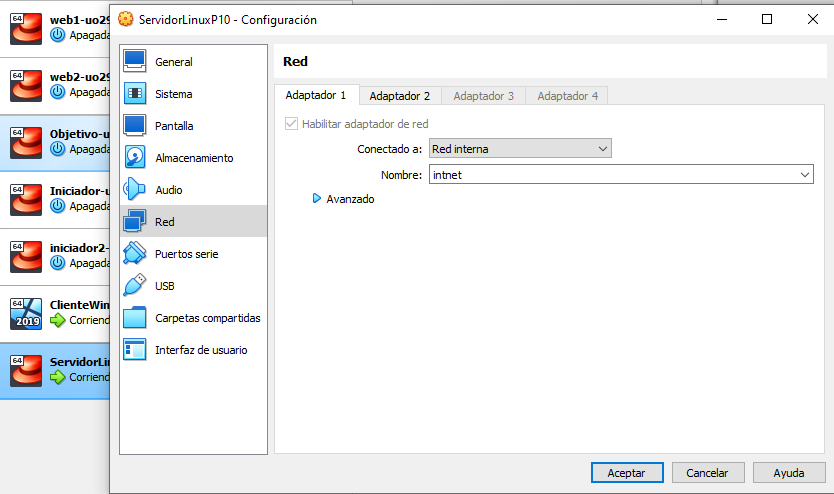 ServidorLinuxP10 - Configuración
64
web1-uo29
Apagada
64
web2-uo29
Apagada
64
Objetivo-u
Apagada
64
Iniciador-u
Apagada
64
iniciador2-
Apagada
64
2019
ClienteWin
Corriend
64
ServidorLin
Corriend
General
Sistema
Pantalla
Almacenamiento
Audio
Red
Puertos serie
USB
Carpetas compartidas
Interfaz de usuario
Red
Adaptador 1 Adaptador 2 Adaptador 3 Adaptador 4
Habilitar adaptador de red
Conectado a: Red interna
Nombre: intnet
Avanzado
Aceptar Cancelar Ayuda